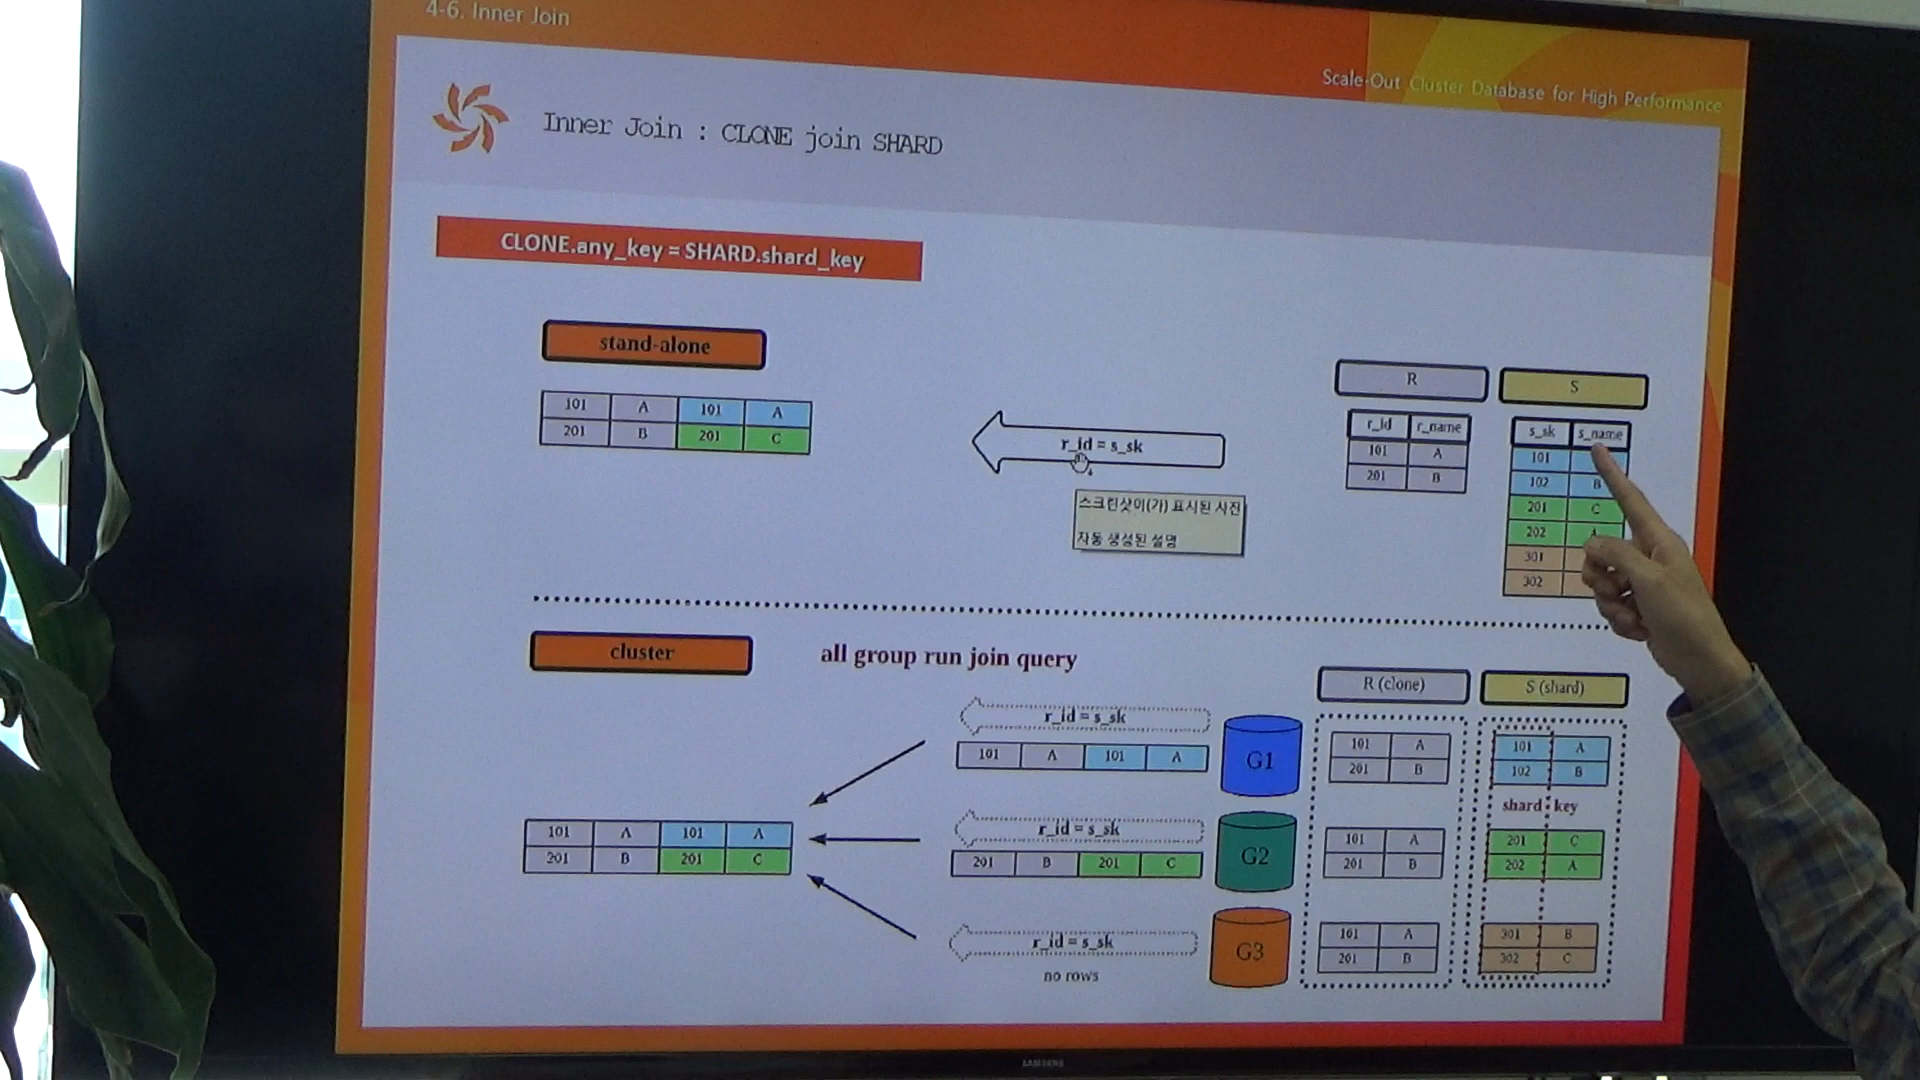 4-6. Inner Join
Scale-Out Cluster Database for High Performance
Inner Join : CLONE join SHARD
CLONE.any_key = SHARD.shard_key
stand-alone
101 A 101 A
201 B 201 C
r_id = s_sk
스크린샷이(가) 표시된 사진
자동 생성된 설명
R
r_id r_name
101 A
201 B
S
s_sk s_name
101
102 B
201 C
202 A
301
302
cluster
all group run join query
R (clone)
S (shard)
r_id = s_sk
101 A 101 A
G1
101 A
201 B
101 A
102 B
shard key
r_id = s_sk
201 B 201 C
G2
101 A
201 B
201 C
202 A
101 A 101 A
201 B 201 C
r_id = s_sk
no rows
G3
101 A
201 B
301 B
302 C
SAMSUNG